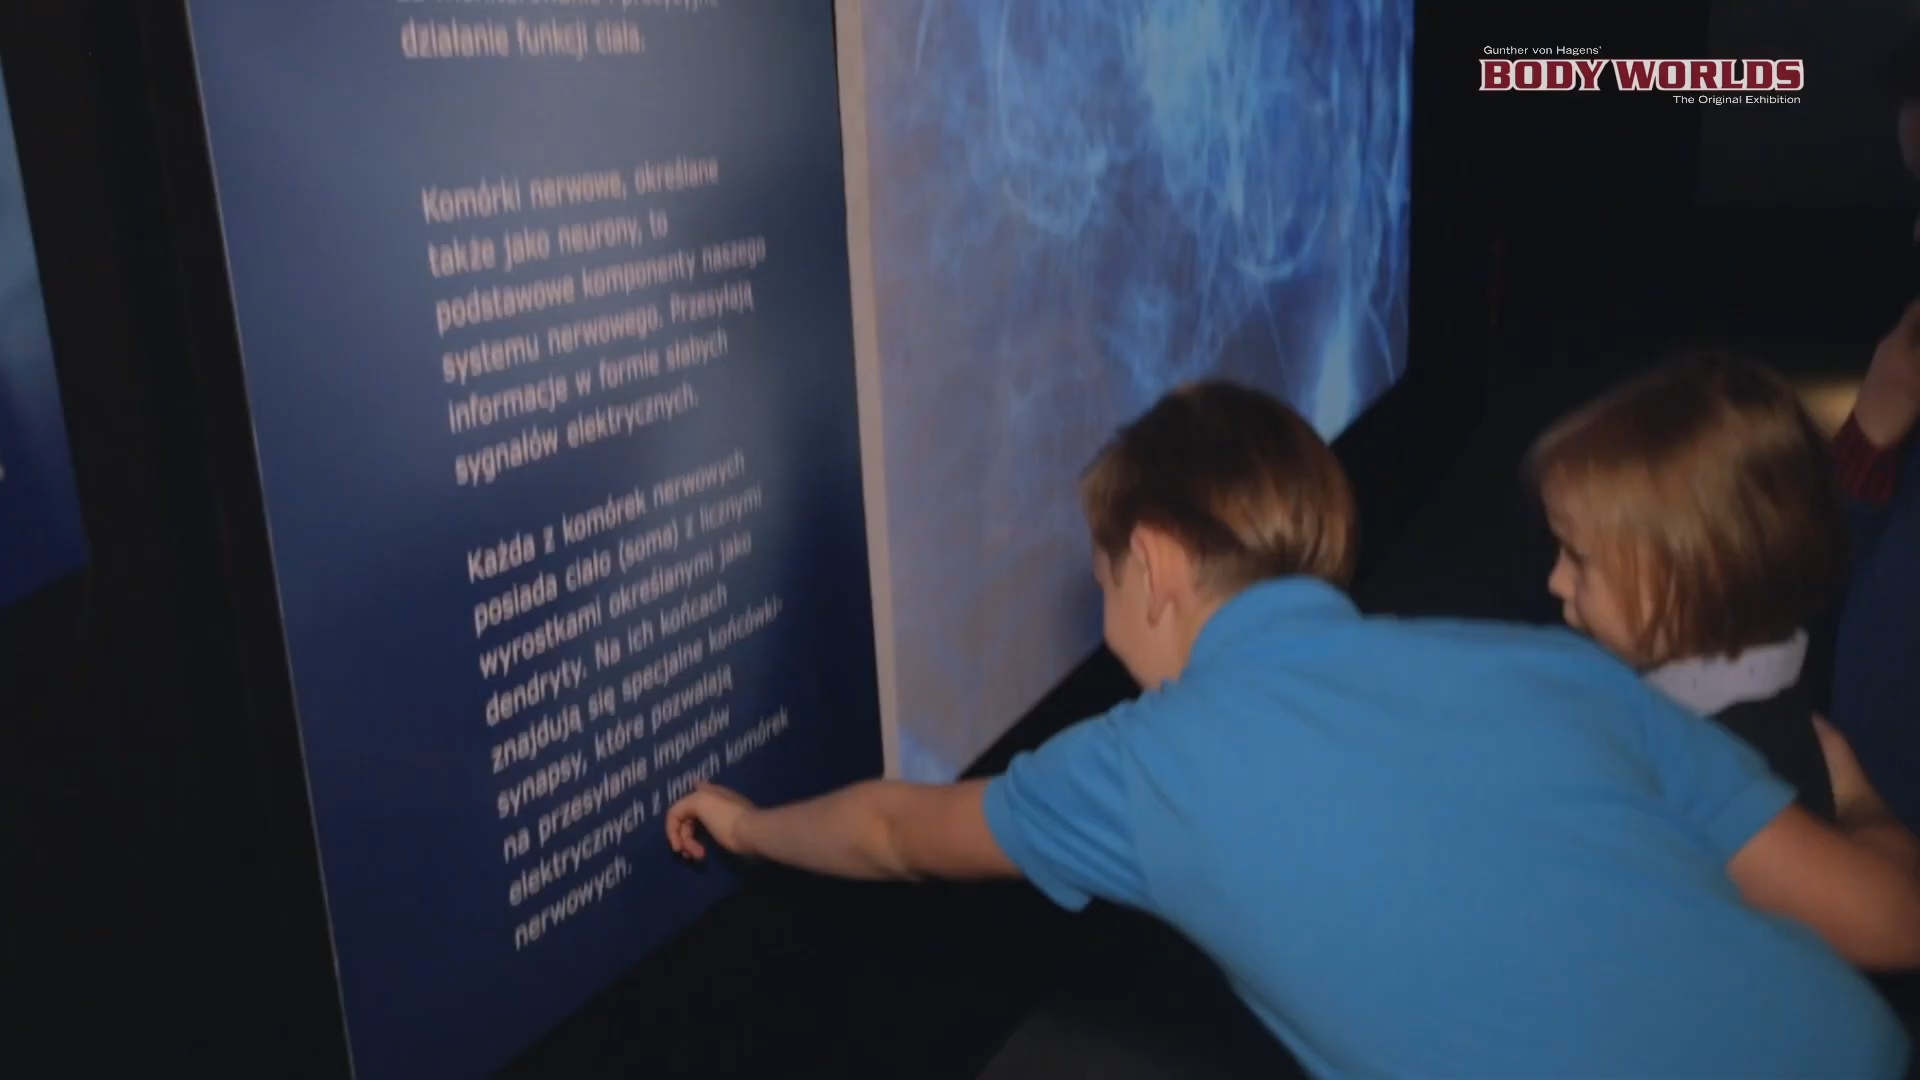 działanie funkcji ciała.
Komórki nerwowe, określane
także jako neurony, to
podstawowe komponenty naszego
systemu nerwowego. Przesyłają
informacje w formie słabych
sygnałów elektrycznych.
Każda z komórek nerwowych
posiada ciało (soma) z licznymi
wyrostkami określanymi jako
dendryty. Na ich końcach
znajdują się specjalne końcówki-
synapsy, które pozwalają
na przesyłanie impulsów
elektrycznych z innych komórek
nerwowych.
Gunther von Hagens'
BODY WORLDS
The Original Exhibition